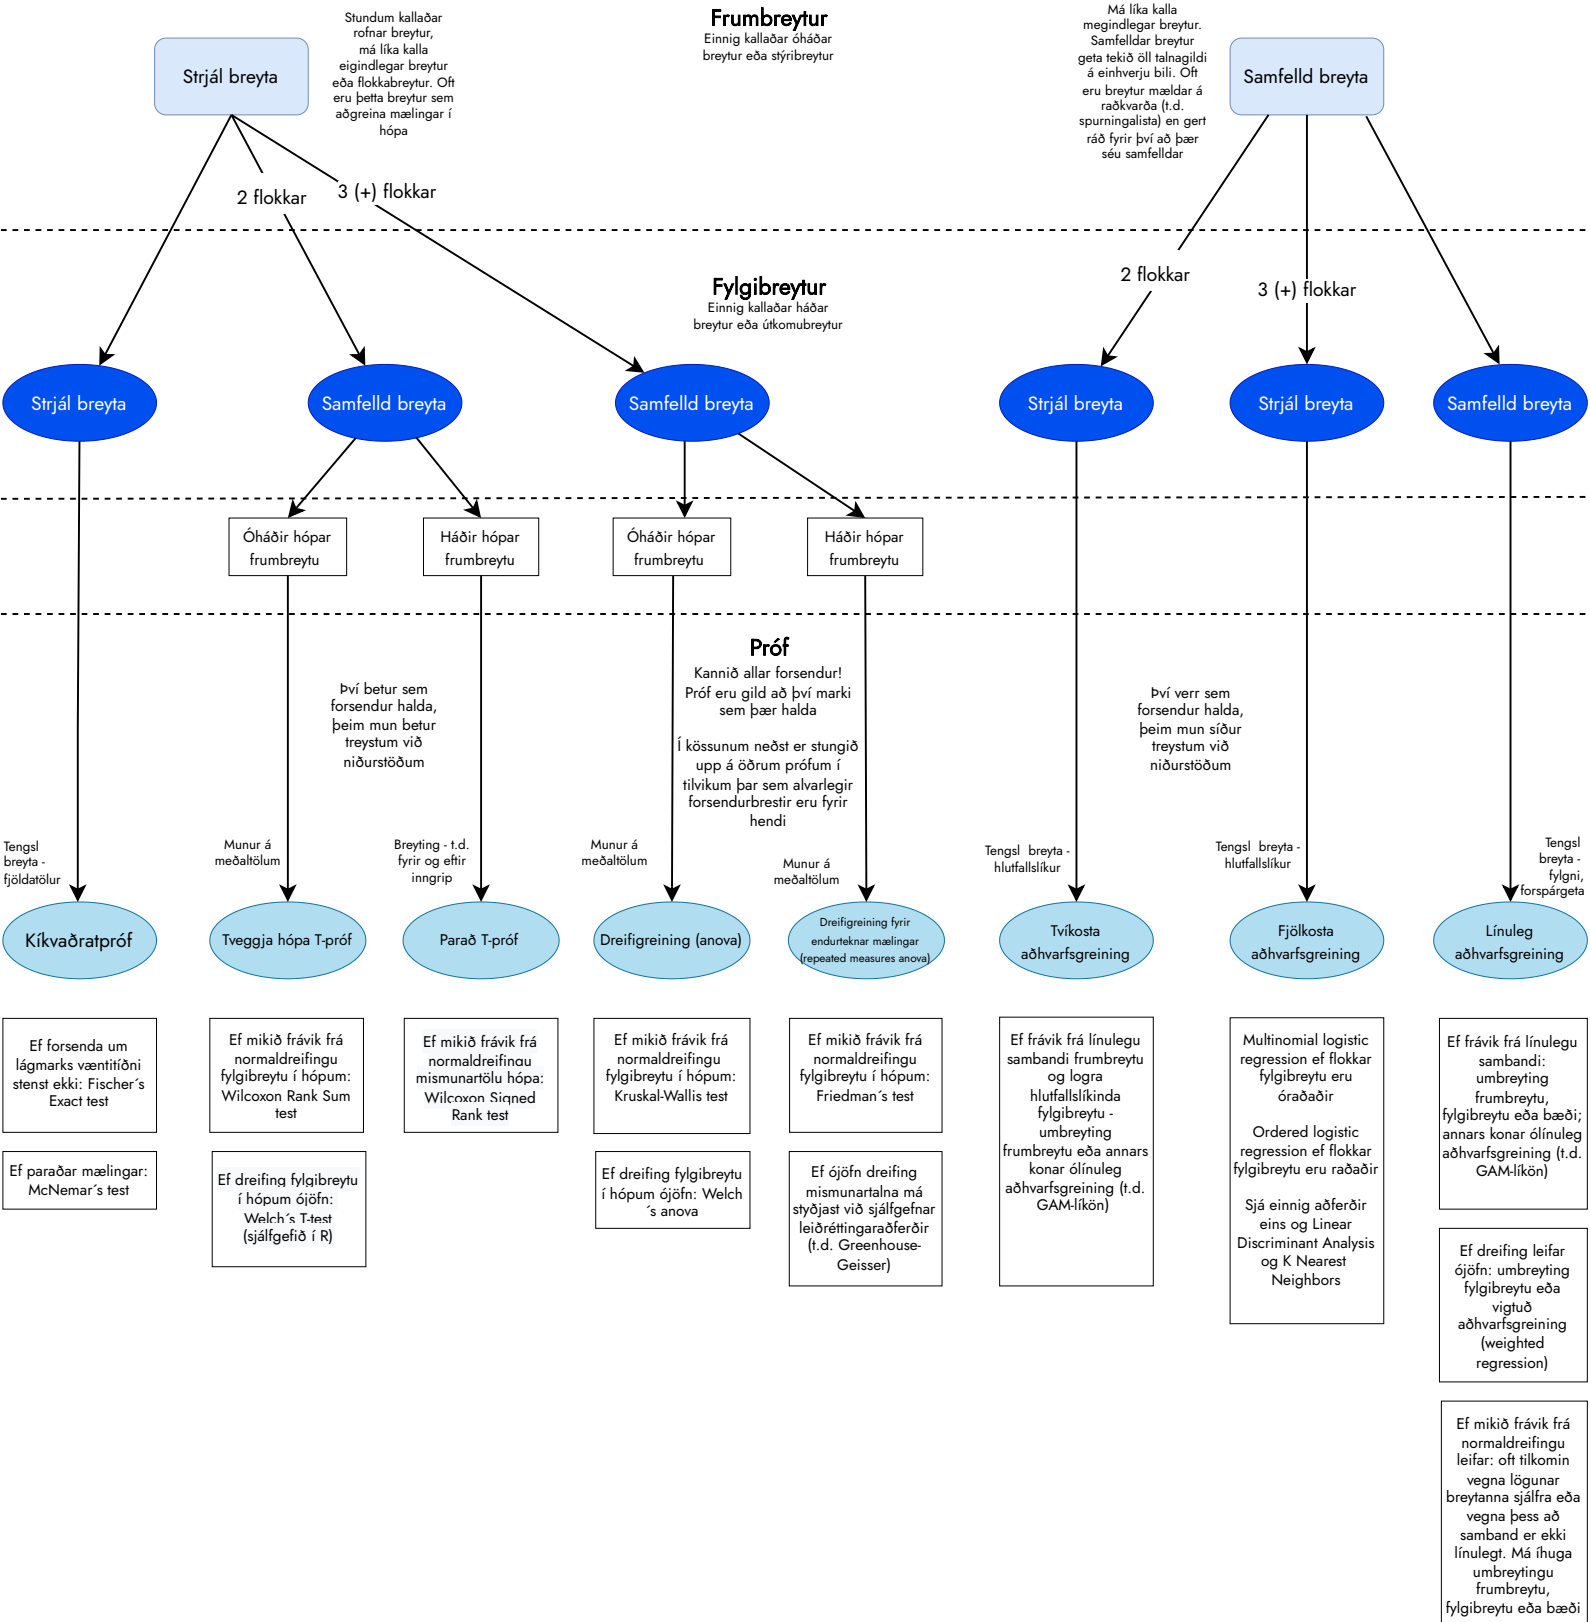 Frumbreytur
Einnig kallaðar óháðar
breytur eða stýribreytur
Strjál breyta
Stundum kallaðar
rofnar breytur,
má líka kalla
eigindlegar breytur
eða flokkabreytur. Oft
eru þetta breytur sem
aðgreina mælingar í
hópa
Má líka kalla
megindlegar breytur.
Samfelldar breytur
geta tekið öll talnagildi
á einhverju bili. Oft
eru breytur mældar á
raðkvarða (t.d.
spurningalista) en gert
ráð fyrir því að þær
séu samfelldar
Samfelld breyta
2 flokkar
3 (+) flokkar
2 flokkar
3 (+) flokkar
Fylgibreytur
Einnig kallaðar háðar
breytur eða útkomubreytur
Strjál breyta
Samfelld breyta
Samfelld breyta
Strjál breyta
Strjál breyta
Samfelld breyta
Óháðir hópar
frumbreytu
Háðir hópar
frumbreytu
Óháðir hópar
frumbreytu
Háðir hópar
frumbreytu
Próf
Kannið allar forsendur!
Próf eru gild að því marki
sem þær halda
Í kössunum neðst er stungið
upp á öðrum prófum í
tilvikum þar sem alvarlegir
forsendurbrestir eru fyrir
hendi
Því betur sem
forsendur halda,
þeim mun betur
treystum við
niðurstöðum
Því verr sem
forsendur halda,
þeim mun síður
treystum við
niðurstöðum
Tengsl
breyta -
fjöldatölur
Munur á
meðaltölum
Breyting - t.d.
fyrir og eftir
inngrip
Munur á
meðaltölum
Munur á
meðaltölum
Tengsl breyta -
hlutfallslíkur
Tengsl breyta -
hlutfallslíkur
Tengsl
breyta -
fylgni,
forspárgeta
Kíkvaðratpróf
Tveggja hópa T-próf
Parað T-próf
Dreifigreining (anova)
Dreifigreining fyrir
endurteknar mælingar
(repeated measures anova)
Tvíkosta
aðhvarfsgreining
Fjölkosta
aðhvarfsgreining
Línuleg
aðhvarfsgreining
Ef forsenda um
lágmarks væntitíðni
stenst ekki: Fischer´s
Exact test
Ef paraðar mælingar:
McNemar´s test
Ef mikið frávik frá
normaldreifingu
fylgibreytu í hópum:
Wilcoxon Rank Sum
test
Ef dreifing fylgibreytu
í hópum ójöfn:
Welch´s T-test
(sjálfgefið í R)
Ef mikið frávik frá
normaldreifingu
mismunartölu hópa:
Wilcoxon Signed
Rank test
Ef mikið frávik frá
normaldreifingu
fylgibreytu í hópum:
Kruskal-Wallis test
Ef dreifing fylgibreytu
í hópum ójöfn: Welch
´s anova
Ef mikið frávik frá
normaldreifingu
fylgibreytu í hópum:
Friedman´s test
Ef ójöfn dreifing
mismunartalna má
styðjast við sjálfgefnar
leiðréttingaraðferðir
(t.d. Greenhouse-
Geisser)
Ef frávik frá línulegu
sambandi frumbreytu
og logra
hlutfallslíkinda
fylgibreytu -
umbreyting
frumbreytu eða annars
konar ólínuleg
aðhvarfsgreining (t.d.
GAM-líkön)
Multinomial logistic
regression ef flokkar
fylgibreytu eru
óraðaðir
Ordered logistic
regression ef flokkar
fylgibreytu eru raðaðir
Sjá einnig aðferðir
eins og Linear
Discriminant Analysis
og K Nearest
Neighbors
Ef frávik frá línulegu
sambandi:
umbreyting
frumbreytu,
fylgibreytu eða bæði;
annars konar ólínuleg
aðhvarfsgreining (t.d.
GAM-líkön)
Ef dreifing leifar
ójöfn: umbreyting
fylgibreytu eða
vigtuð
aðhvarfsgreining
(weighted
regression)
Ef mikið frávik frá
normaldreifingu
leifar: oft tilkomin
vegna lögunar
breytanna sjálfra eða
vegna þess að
samband er ekki
línulegt. Má íhuga
umbreytingu
frumbreytu,
fylgibreytu eða bæði